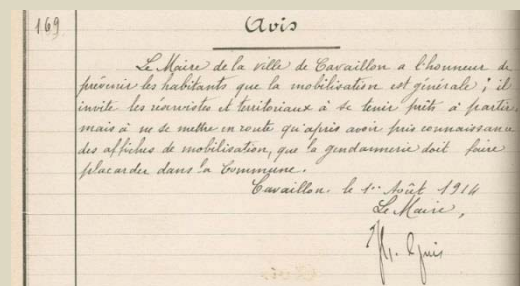 169
Avis
Le Maire de la ville de Cavaillon a l'honneur de
prévenir les habitants que la mobilisation est générale ; il
invite les réservistes et territoriaux à se tenir prêts à partir,
mais à ne se mettre en route qu'après avoir pris connaissance
des affiches de mobilisation, que la gendarmerie doit faire
placarder dans la Commune.
Cavaillon. le 1er Août 1914
Le Maire,